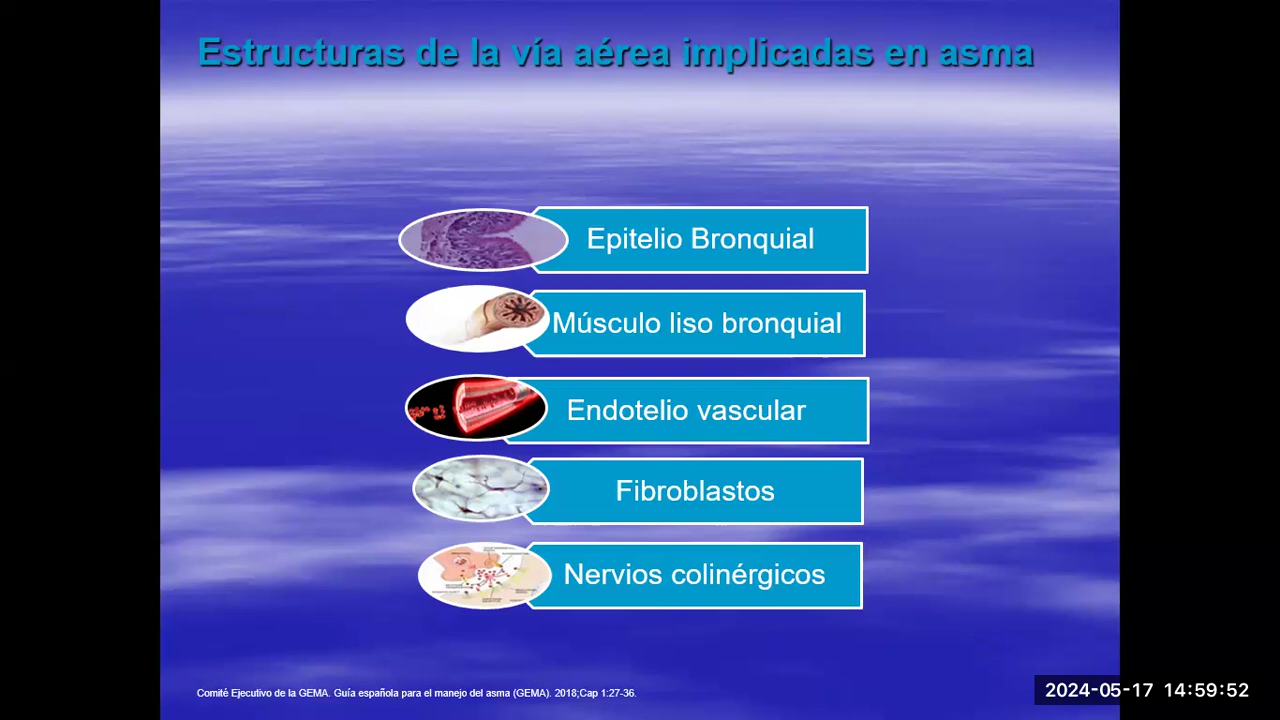 Estructuras de la vía aérea implicadas en asma
Epitelio Bronquial
Músculo liso bronquial
Endotelio vascular
Fibroblastos
Nervios colinérgicos
Comité Ejecutivo de la GEMA. Guía española para el manejo del asma (GEMA). 2018;Cap 1:27-36.
2024-05-17 14:59:52